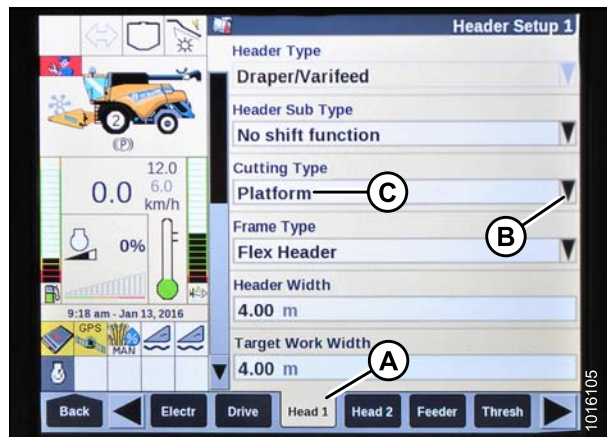 Header Setup 1
Header Type
Draper/Varifeed
Header Sub Type
No shift function
Cutting Type
Platform
C
B
Frame Type
Flex Header
Header Width
4.00 m
Target Work Width
4.00 m
A
2
(P)
12.0
0.0 6.0
km/h
0%
9:18 am - Jan 13, 2016
GPS
MAN
Back Electr Drive Head 1 Head 2 Feeder Thresh
1016105